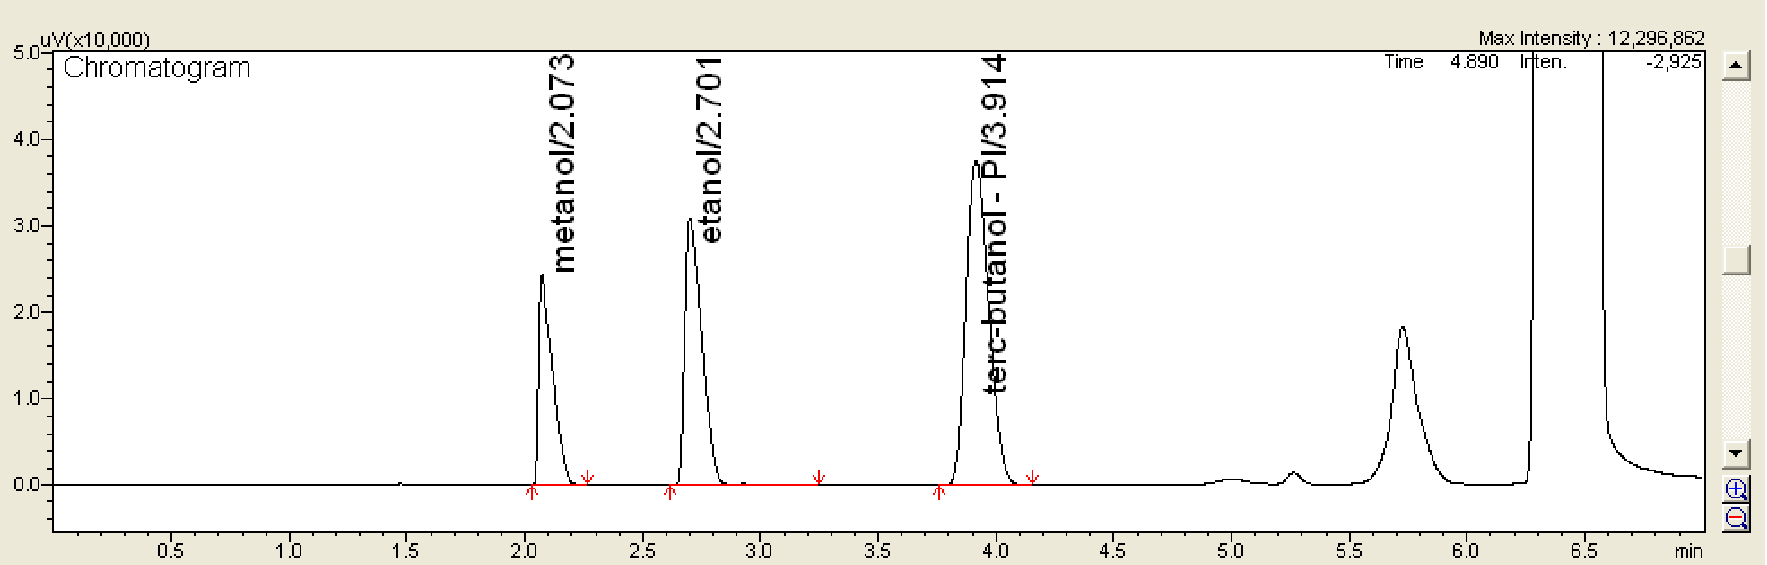 uV(x10,000)
Max Intensity : 12,296,862
Chromatogram
Time 4.890 Inten. -2,925
metanol/2.073
etanol/2.701
terc-butanol - PI/3.914
5.0
4.0
3.0
2.0
1.0
0.0
0.5 1.0 1.5 2.0 2.5 3.0 3.5 4.0 4.5 5.0 5.5 6.0 6.5 min